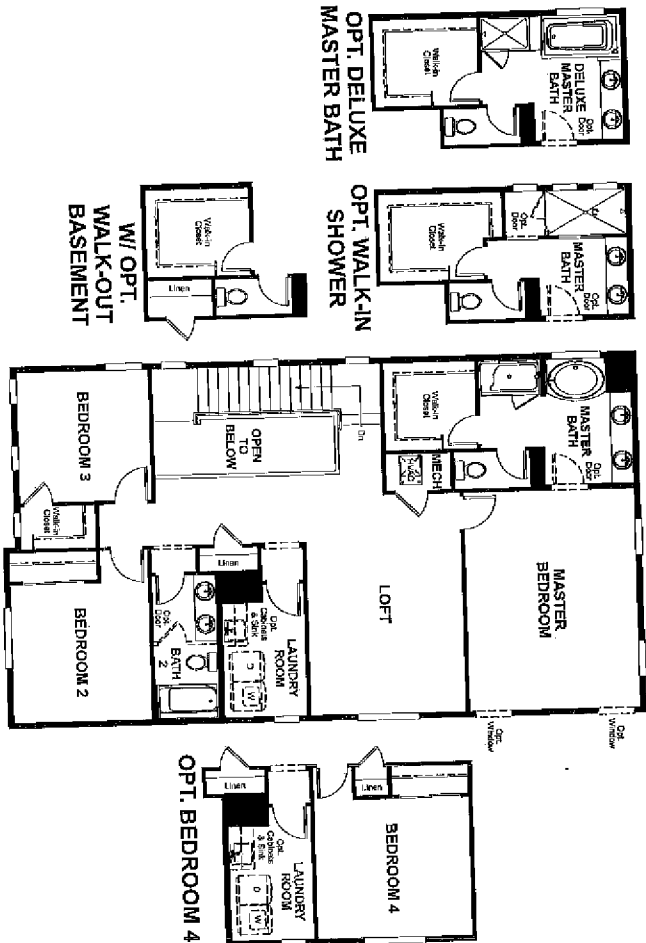 DELUXE
MASTER
BATH
Opt.
Door
Walk-in
Closet
OPT. DELUXE
MASTER BATH
MASTER
BATH
Opt.
Door
Opt.
Door
Walk-in
Closet
OPT. WALK-IN
SHOWER
Walk-in
Closet
Linen
W/ OPT.
WALK-OUT
BASEMENT
MASTER
BATH
Opt.
Door
Walk-in
Closet
MECH
HVAC
Dn
OPEN
TO
BELOW
BEDROOM 3
Walk-in
Closet
MASTER
BEDROOM
Opt.
Window
Opt.
Window
LOFT
Linen
Opt.
Cabinets
& Sink
LAUNDRY
ROOM
D
W
Opt.
Door
BATH
2
BEDROOM 2
Linen
BEDROOM 4
Linen
Opt.
Cabinets
& Sink
LAUNDRY
ROOM
D
W
OPT. BEDROOM 4